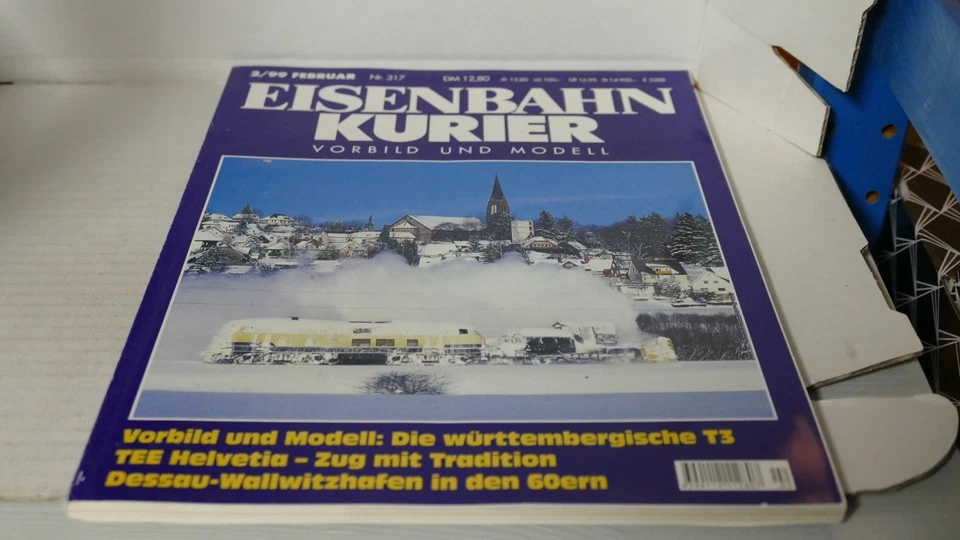 2/99 FEBRUAR Nr. 317 DM 12,80
EISENBAHN
KURIER
VORBILD UND MODELL
Vorbild und Modell: Die württembergische T3
TEE Helvetia – Zug mit Tradition
Dessau-Wallwitzhafen in den 60ern